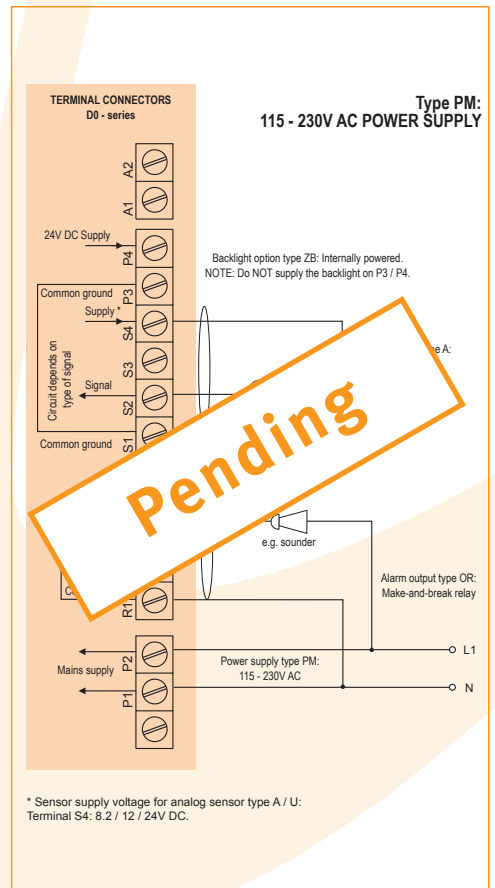 TERMINAL CONNECTORS
D0 - series
Type PM:
115 - 230V AC POWER SUPPLY
A2
A1
24V DC Supply
P4
Backlight option type ZB: Internally powered.
NOTE: Do NOT supply the backlight on P3 / P4.
Common ground
P3
Supply *
S4
Circuit depends on
type of signal
S3
A:
Signal
S2
Common ground
S1
Pending
e.g. sounder
Alarm output type OR:
Make-and-break relay
R1
P2
L1
Mains supply
Power supply type PM:
115 - 230V AC
P1
N
* Sensor supply voltage for analog sensor type A / U:
Terminal S4: 8.2 / 12 / 24V DC.